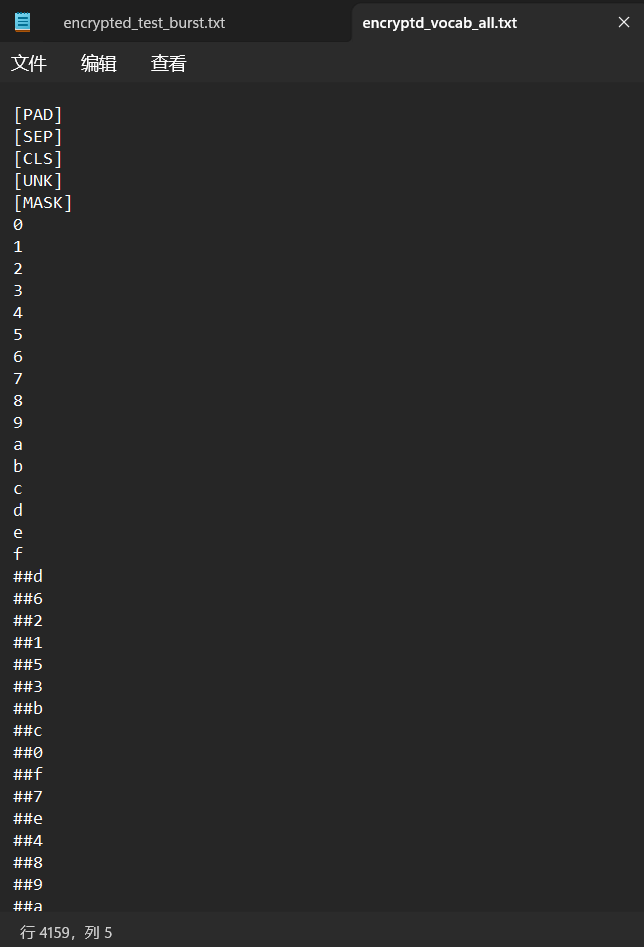 encrypted_test_burst.txt
encryptd_vocab_all.txt
文件 编辑 查看
[PAD]
[SEP]
[CLS]
[UNK]
[MASK]
0
1
2
3
4
5
6
7
8
9
a
b
c
d
e
f
##d
##6
##2
##1
##5
##3
##b
##c
##0
##f
##7
##e
##4
##8
##9
##a
行 4159，列 5